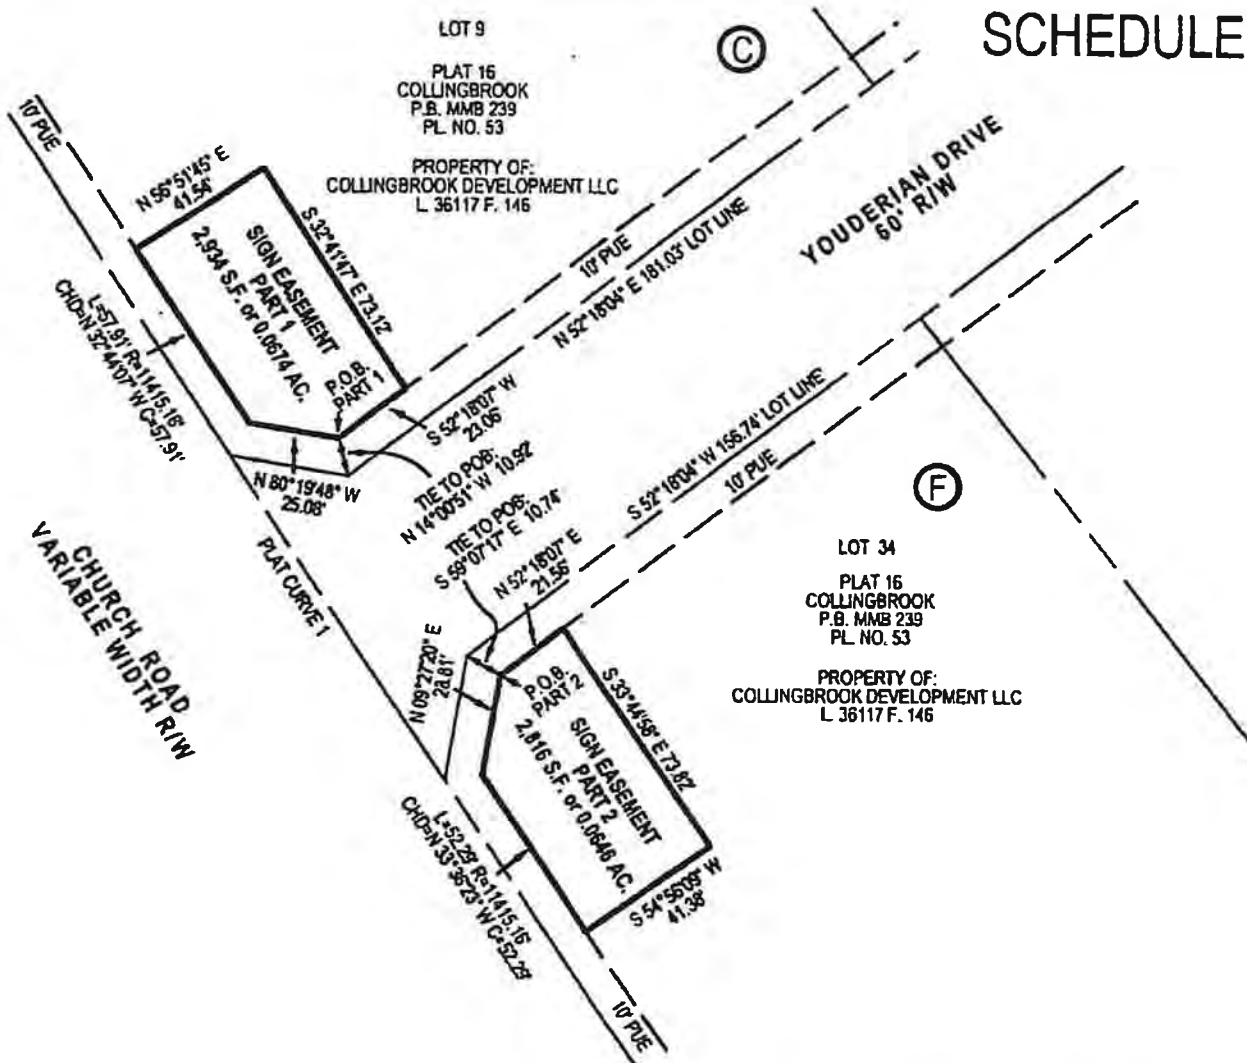 SCHEDULE
LOT 9
PLAT 16
COLLINGBROOK
P.B. MMB 239
PL. NO. 53
PROPERTY OF:
COLLINGBROOK DEVELOPMENT LLC
L 36117 F. 146
C
10' PUE
N 56°51'45" E
41.54'
S 32°41'47" E 73.12'
SIGN EASEMENT
PART 1
2,934 S.F. or 0.0674 AC.
P.O.B.
PART 1
L=57.91' R=11415.16'
CHD=N 32°44'07" W C=57.91'
10' PUE
N 52°18'04" E 181.03' LOT LINE
YOUDERIAN DRIVE
60' R/W
S 52°18'07" W
23.06'
N 80°19'48" W
25.08'
TIE TO POB:
N 14°00'51" W 10.92'
TIE TO POB:
S 59°07'17" E 10.74'
N 52°18'07" E
21.56'
S 52°18'04" W 156.74' LOT LINE
10' PUE
F
LOT 34
PLAT 16
COLLINGBROOK
P.B. MMB 239
PL. NO. 53
PROPERTY OF:
COLLINGBROOK DEVELOPMENT LLC
L 36117 F. 146
CHURCH ROAD
VARIABLE WIDTH R/W
PLAT CURVE 1
N 09°27'20" E
28.81'
P.O.B.
PART 2
SIGN EASEMENT
PART 2
2,816 S.F. or 0.0646 AC.
S 33°44'58" E 73.82'
L=52.29' R=11415.16'
CHD=N 33°36'23" W C=52.29'
S 54°56'09" W
41.38'
10' PUE